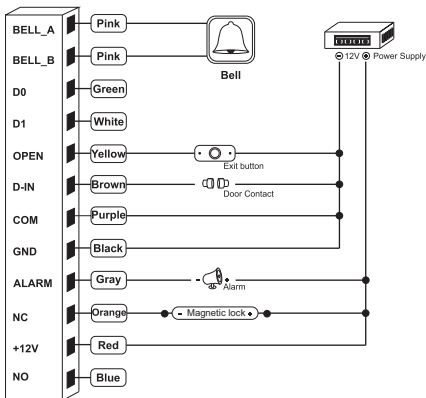 BELL_A Pink
BELL_B Pink
Bell
D0 Green
D1 White
OPEN Yellow
Exit button
D-IN Brown
Door Contact
COM Purple
GND Black
ALARM Gray
- +
Alarm
NC Orange
- Magnetic lock +
+12V Red
NO Blue
- 12V + Power Supply